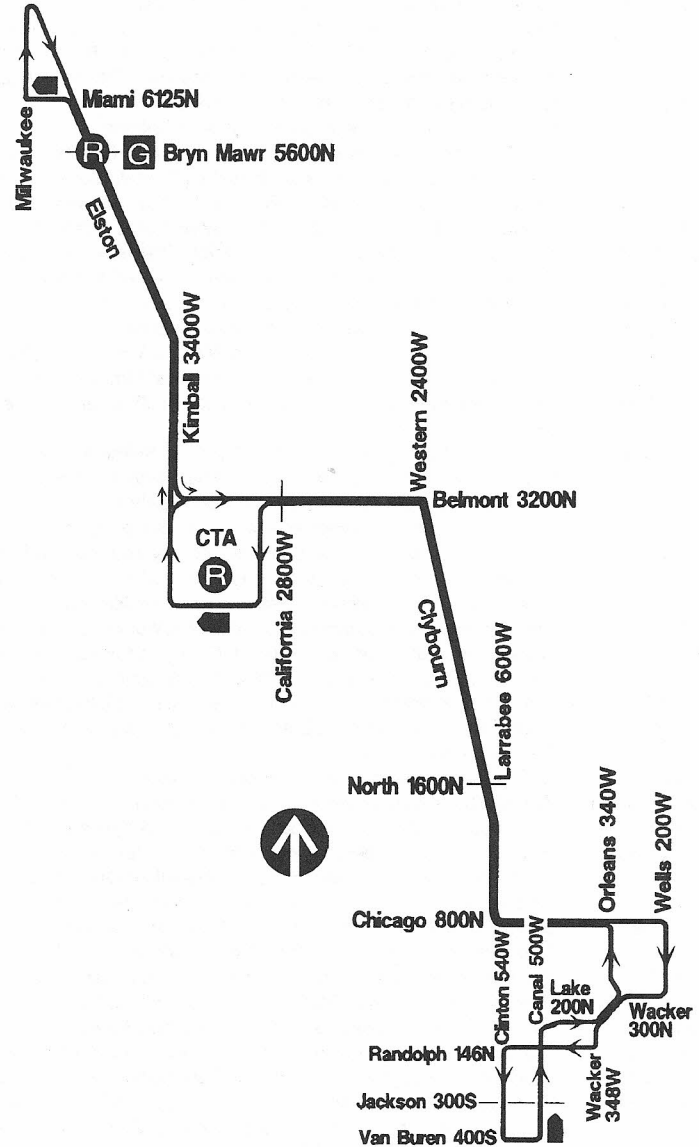 Milwaukee
Miami 6125N
R
G
Bryn Mawr 5600N
Elston
Kimball 3400W
Western 2400W
Belmont 3200N
CTA
R
California 2800W
Clybourn
Larrabee 600W
North 1600N
Orleans 340W
Wells 200W
Chicago 800N
Clinton 540W
Canal 500W
Lake
200N
Wacker
300N
Randolph 146N
Wacker
348W
Jackson 300S
Van Buren 400S